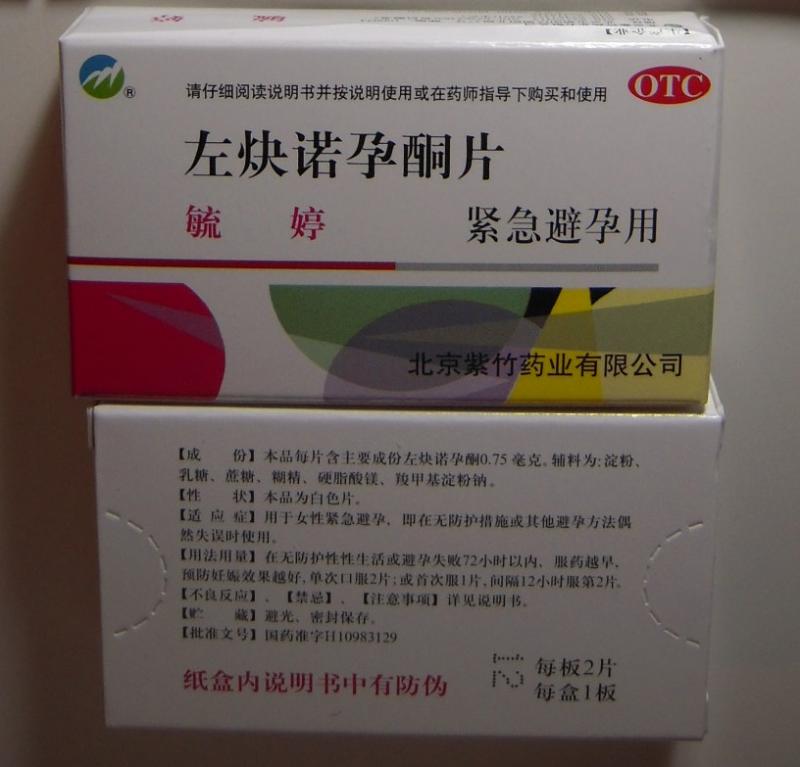 【生产企业】
®
OTC
请仔细阅读说明书并按说明使用或在药师指导下购买和使用
左炔诺孕酮片
毓 婷 紧急避孕用
北京紫竹药业有限公司
【成 份】本品每片含主要成份左炔诺孕酮0.75 毫克。辅料为:淀粉、
乳糖、蔗糖、糊精、硬脂酸镁、羧甲基淀粉钠。
【性 状】本品为白色片。
【适 应 症】用于女性紧急避孕，即在无防护措施或其他避孕方法偶
然失误时使用。
【用法用量】在无防护性性生活或避孕失败72小时以内，服药越早，
预防妊娠效果越好,单次口服2片;或首次服1片,间隔12小时服第2片。
【不良反应】、【禁忌】、【注意事项】详见说明书。
【贮 藏】避光、密封保存。
【批准文号】国药准字H10983129
纸盒内说明书中有防伪
每板2片
每盒1板